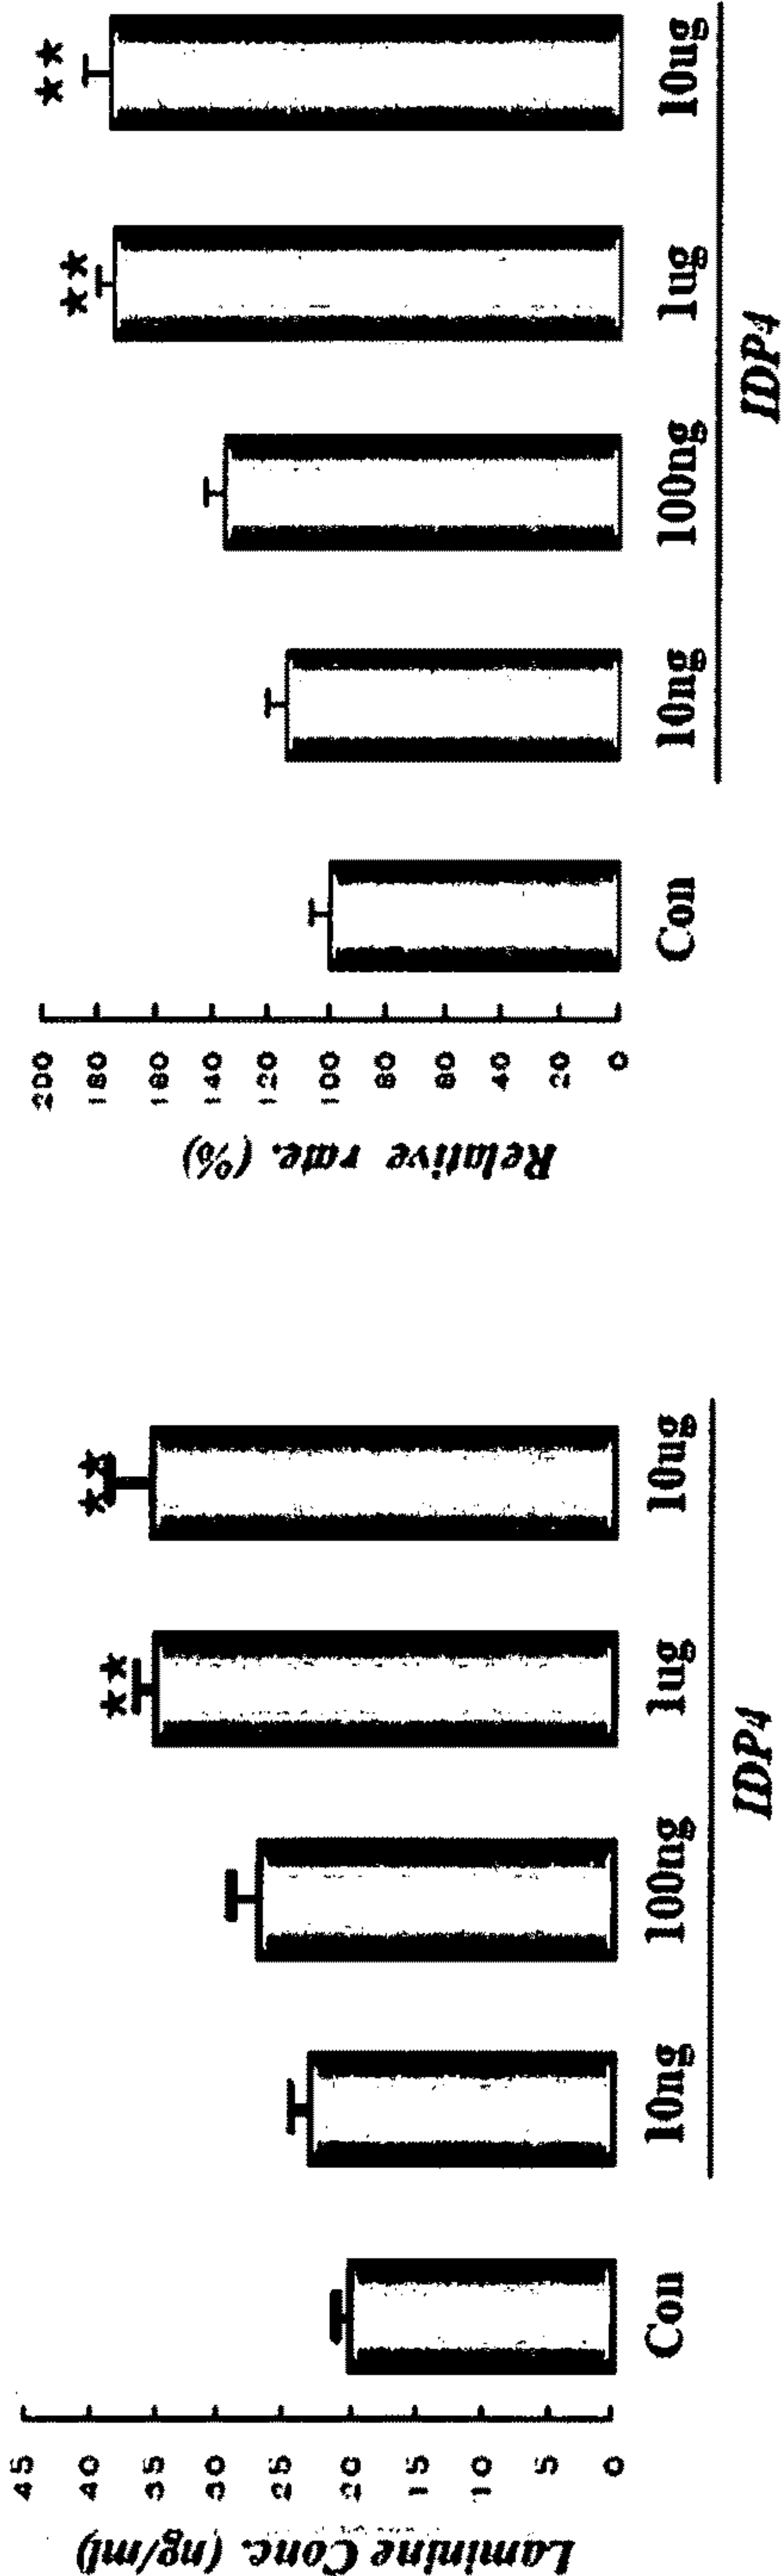 Laminine Conc. (ng/ml)
45
40
35
30
25
20
15
10
5
0
Con
10ng
100ng
1ug
10ug
IDP4
**
**
Relative rate. (%)
200
180
160
140
120
100
80
60
40
20
0
Con
10ng
100ng
1ug
10ug
IDP4
**
**